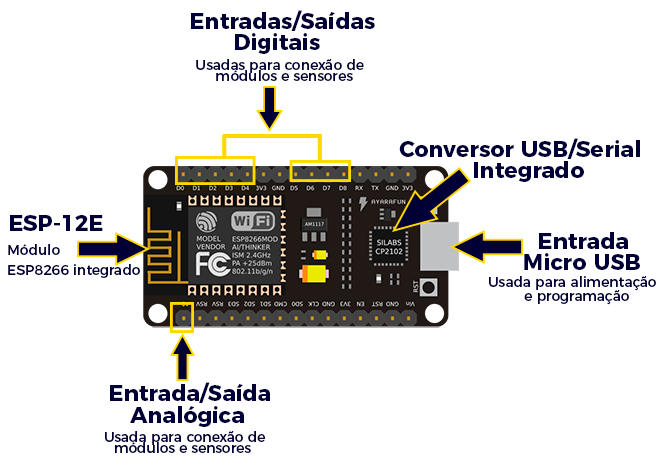 Entradas/Saídas
Digitais
Usadas para conexão de
módulos e sensores
Conversor USB/Serial
Integrado
D0 D1 D2 D3 D4 3V3 GND D5 D6 D7 D8 RX TX GND 3V3
AYARAFUN
ESP-12E
Módulo
ESP8266 integrado
WiFi
MODEL
VENDOR
ESP8266MOD
AI/THINKER
ISM 2.4GHz
PA +25dBm
802.11b/g/n
FC
AM1117
SILABS
CP2102
Entrada
Micro USB
Usada para alimentação
e programação
RST
A0 RSV RSV SD3 SD2 SD1 CMD SD0 CLK GND 3V3 EN RST GND Vin
Entrada/Saída
Analógica
Usada para conexão de
módulos e sensores